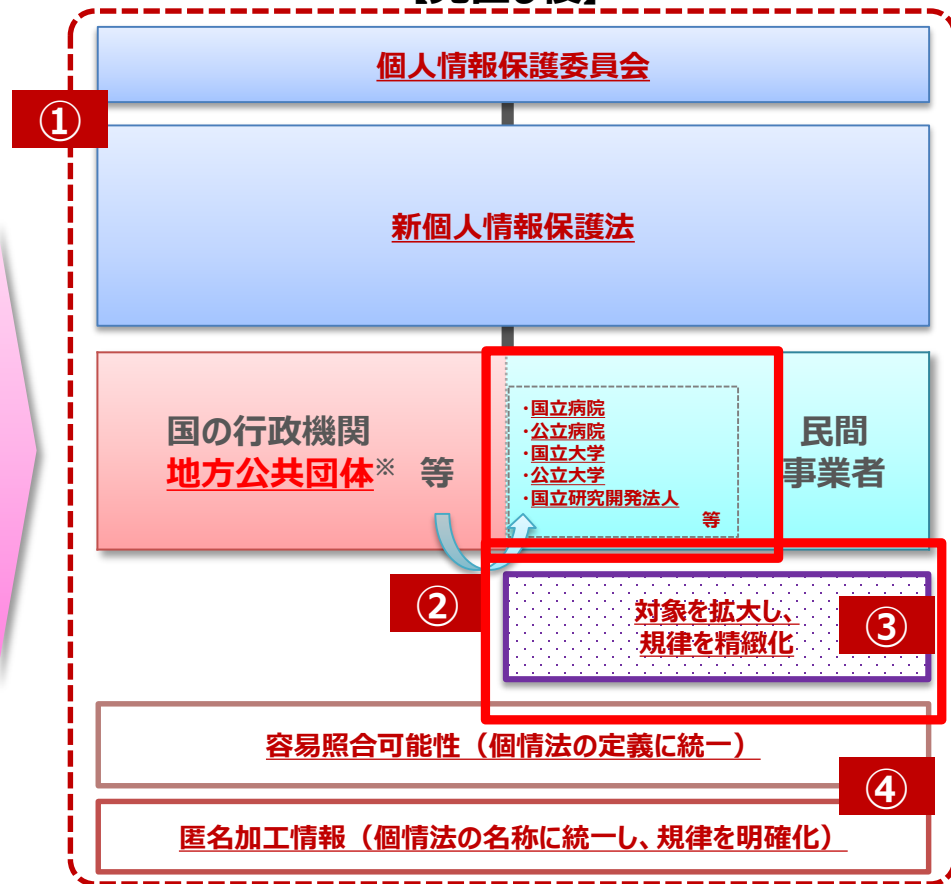 個人情報保護委員会
①
新個人情報保護法
国の行政機関
地方公共団体※ 等
・国立病院
・公立病院
・国立大学
・公立大学
・国立研究開発法人
等
民間
事業者
②
対象を拡大し、
規律を精緻化
③
容易照合可能性（個情法の定義に統一）
④
匿名加工情報（個情法の名称に統一し、規律を明確化）